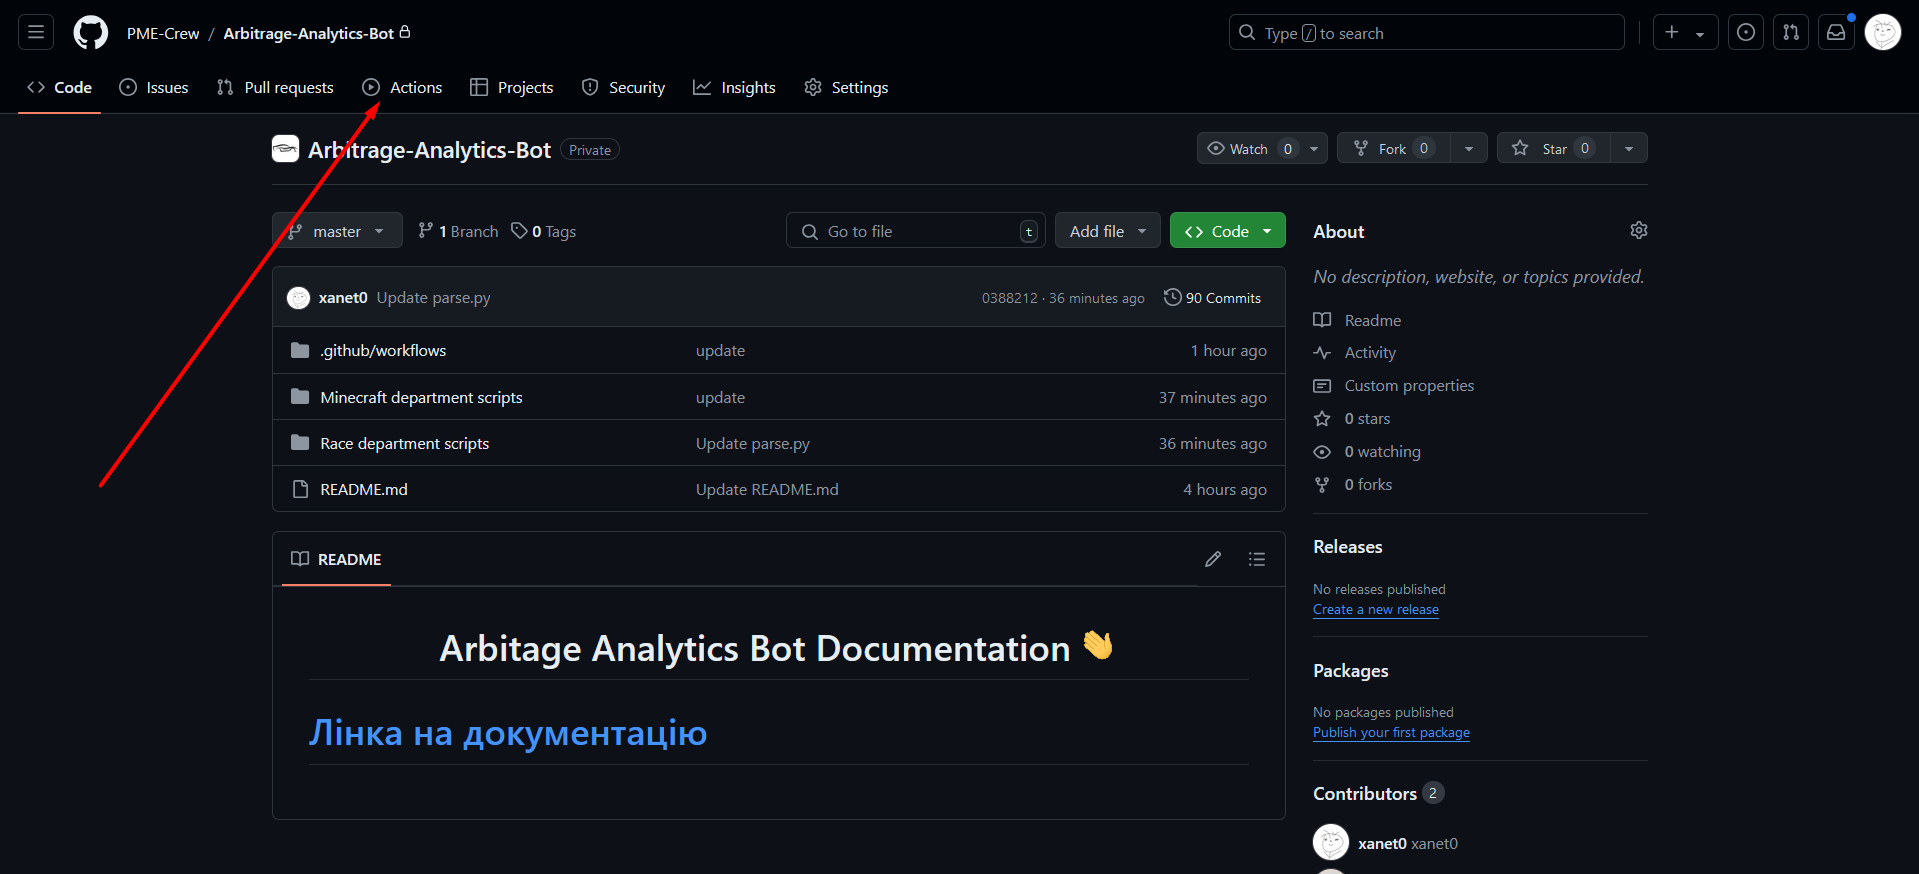 PME-Crew / Arbitrage-Analytics-Bot
Type / to search
Code Issues Pull requests Actions Projects Security Insights Settings
Arbitrage-Analytics-Bot Private
Watch 0 Fork 0 Star 0
master 1 Branch 0 Tags
Go to file t Add file Code
xanet0 Update parse.py 0388212 · 36 minutes ago 90 Commits
.github/workflows update 1 hour ago
Minecraft department scripts update 37 minutes ago
Race department scripts Update parse.py 36 minutes ago
README.md Update README.md 4 hours ago
README
Arbitage Analytics Bot Documentation 👋
Лінка на документацію
About
No description, website, or topics provided.
Readme
Activity
Custom properties
0 stars
0 watching
0 forks
Releases
No releases published
Create a new release
Packages
No packages published
Publish your first package
Contributors 2
xanet0 xanet0